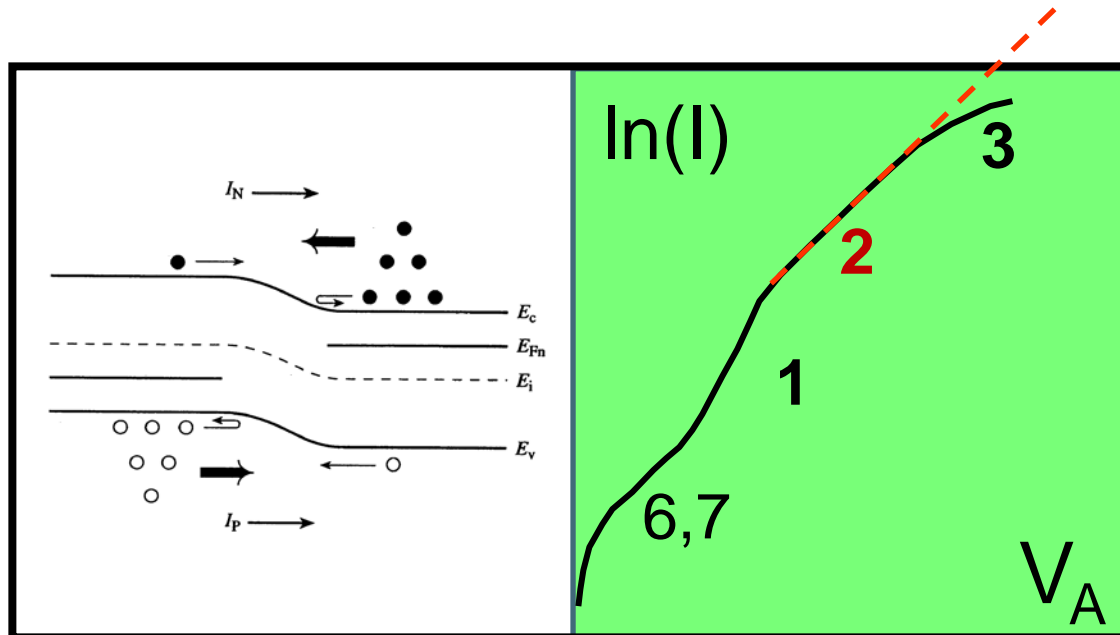 I_N
E_c
E_Fn
E_i
E_v
I_P
ln(I)
3
2
1
6,7
V_A